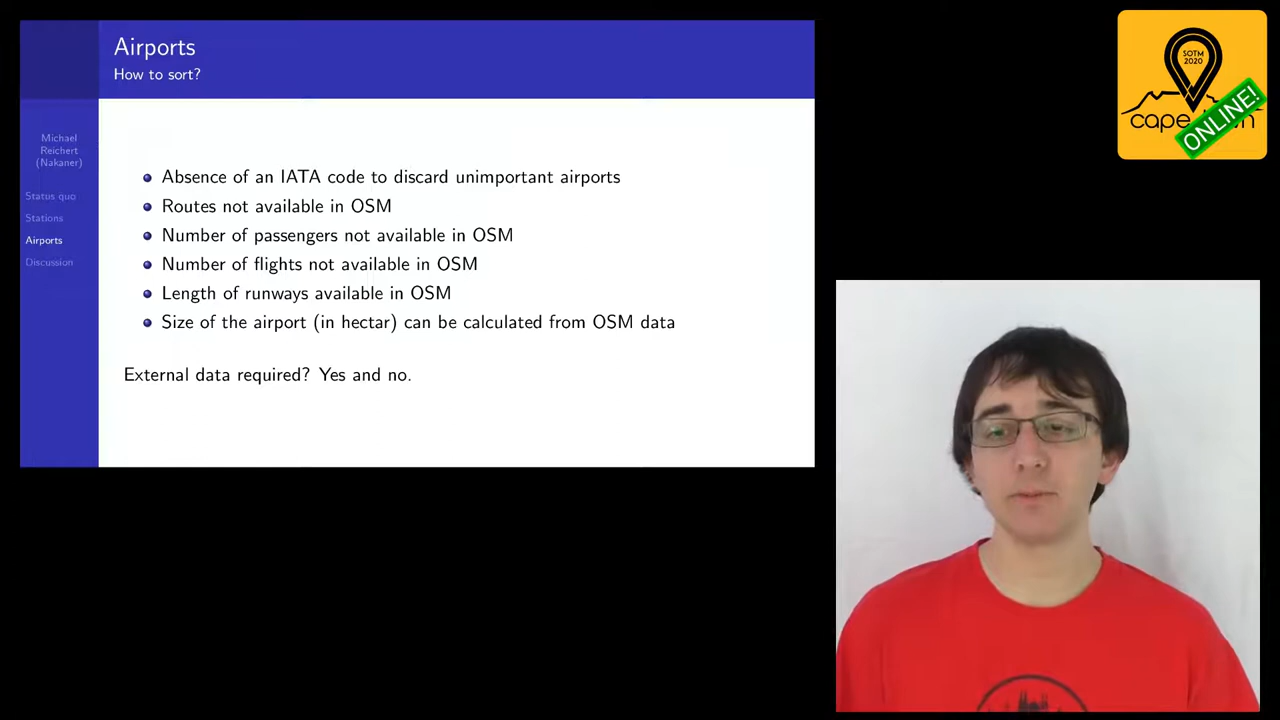 Airports
How to sort?
Michael
Reichert
(Nakaner)
Status quo
Stations
Airports
Discussion
Absence of an IATA code to discard unimportant airports
Routes not available in OSM
Number of passengers not available in OSM
Number of flights not available in OSM
Length of runways available in OSM
Size of the airport (in hectar) can be calculated from OSM data
External data required? Yes and no.
SOTM
2020
ONLINE!
cape